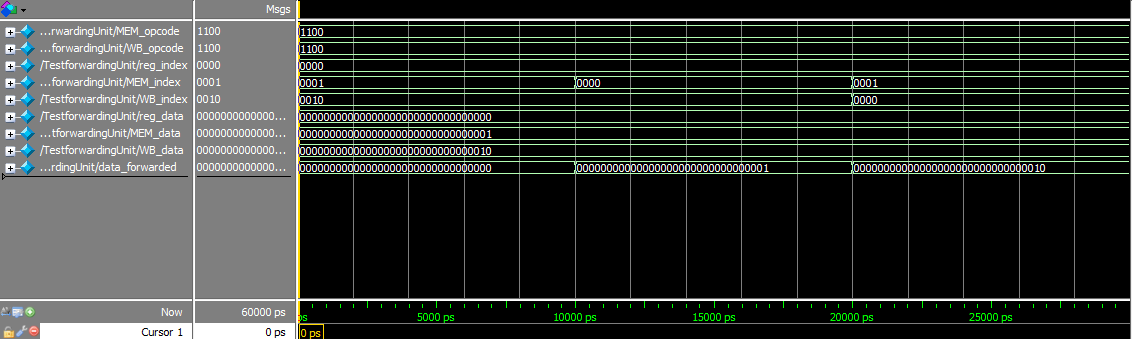 Msgs
...rwardingUnit/MEM_opcode 1100 1100
...forwardingUnit/WB_opcode 1100 1100
/TestforwardingUnit/reg_index 0000 0000
...forwardingUnit/MEM_index 0001 0001 0000 0001
/TestforwardingUnit/WB_index 0010 0010 0000
/TestforwardingUnit/reg_data 0000000000000... 00000000000000000000000000000000
...tforwardingUnit/MEM_data 0000000000000... 00000000000000000000000000000001
/TestforwardingUnit/WB_data 0000000000000... 00000000000000000000000000000010
...rdingUnit/data_forwarded 0000000000000... 00000000000000000000000000000000 00000000000000000000000000000001 00000000000000000000000000000010
Now 60000 ps ps 5000 ps 10000 ps 15000 ps 20000 ps 25000 ps
Cursor 1 0 ps 0 ps